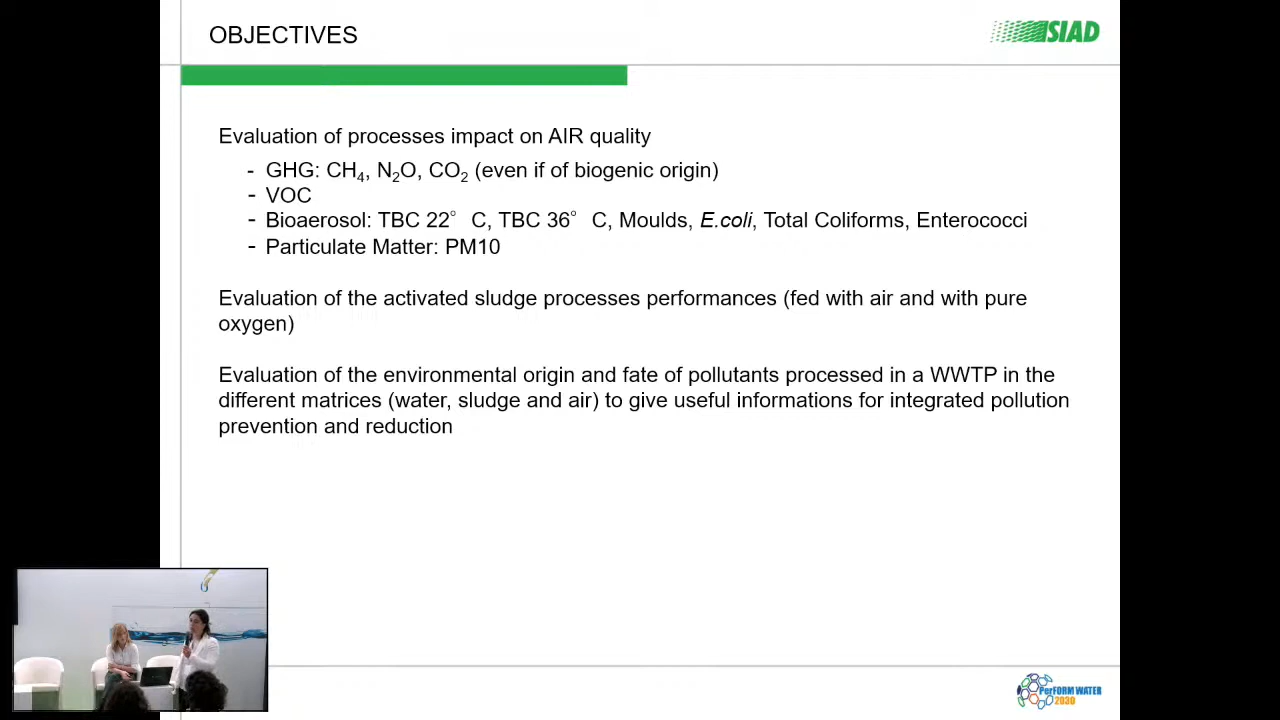 OBJECTIVES
SIAD
Evaluation of processes impact on AIR quality
- GHG: CH₄, N₂O, CO₂ (even if of biogenic origin)
- VOC
- Bioaerosol: TBC 22° C, TBC 36° C, Moulds, E.coli, Total Coliforms, Enterococci
- Particulate Matter: PM10
Evaluation of the activated sludge processes performances (fed with air and with pure
oxygen)
Evaluation of the environmental origin and fate of pollutants processed in a WWTP in the
different matrices (water, sludge and air) to give useful informations for integrated pollution
prevention and reduction
PerFORM WATER
2030